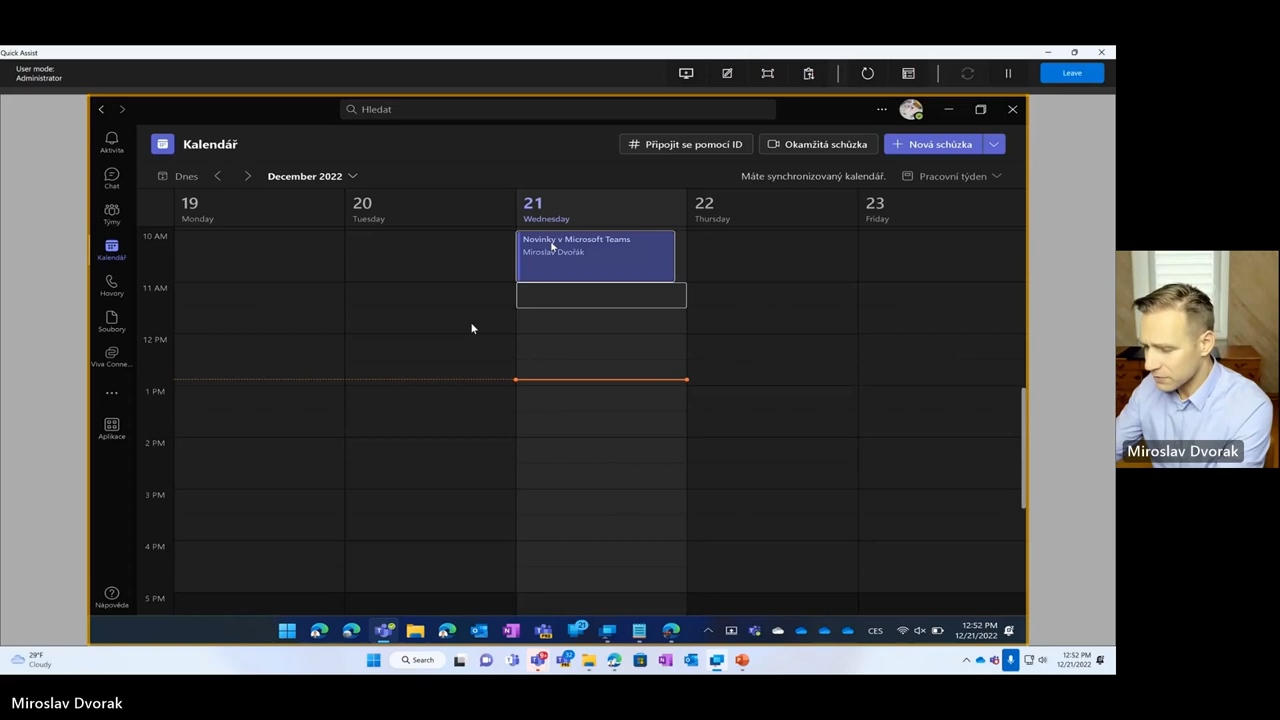 Quick Assist
User mode:
Administrator
Leave
Hledat
Aktivita
Kalendář
Připojit se pomocí ID
Okamžitá schůzka
Nová schůzka
Chat
Dnes
December 2022
Máte synchronizovaný kalendář.
Pracovní týden
Týmy
19
Monday
20
Tuesday
21
Wednesday
22
Thursday
23
Friday
Kalendář
10 AM
Novinky v Microsoft Teams
Miroslav Dvořák
Hovory
11 AM
Soubory
12 PM
Viva Conne...
1 PM
Aplikace
2 PM
3 PM
4 PM
Nápověda
5 PM
21
CES
12:52 PM
12/21/2022
29°F
Cloudy
Search
12:52 PM
12/21/2022
Miroslav Dvorak
Miroslav Dvorak